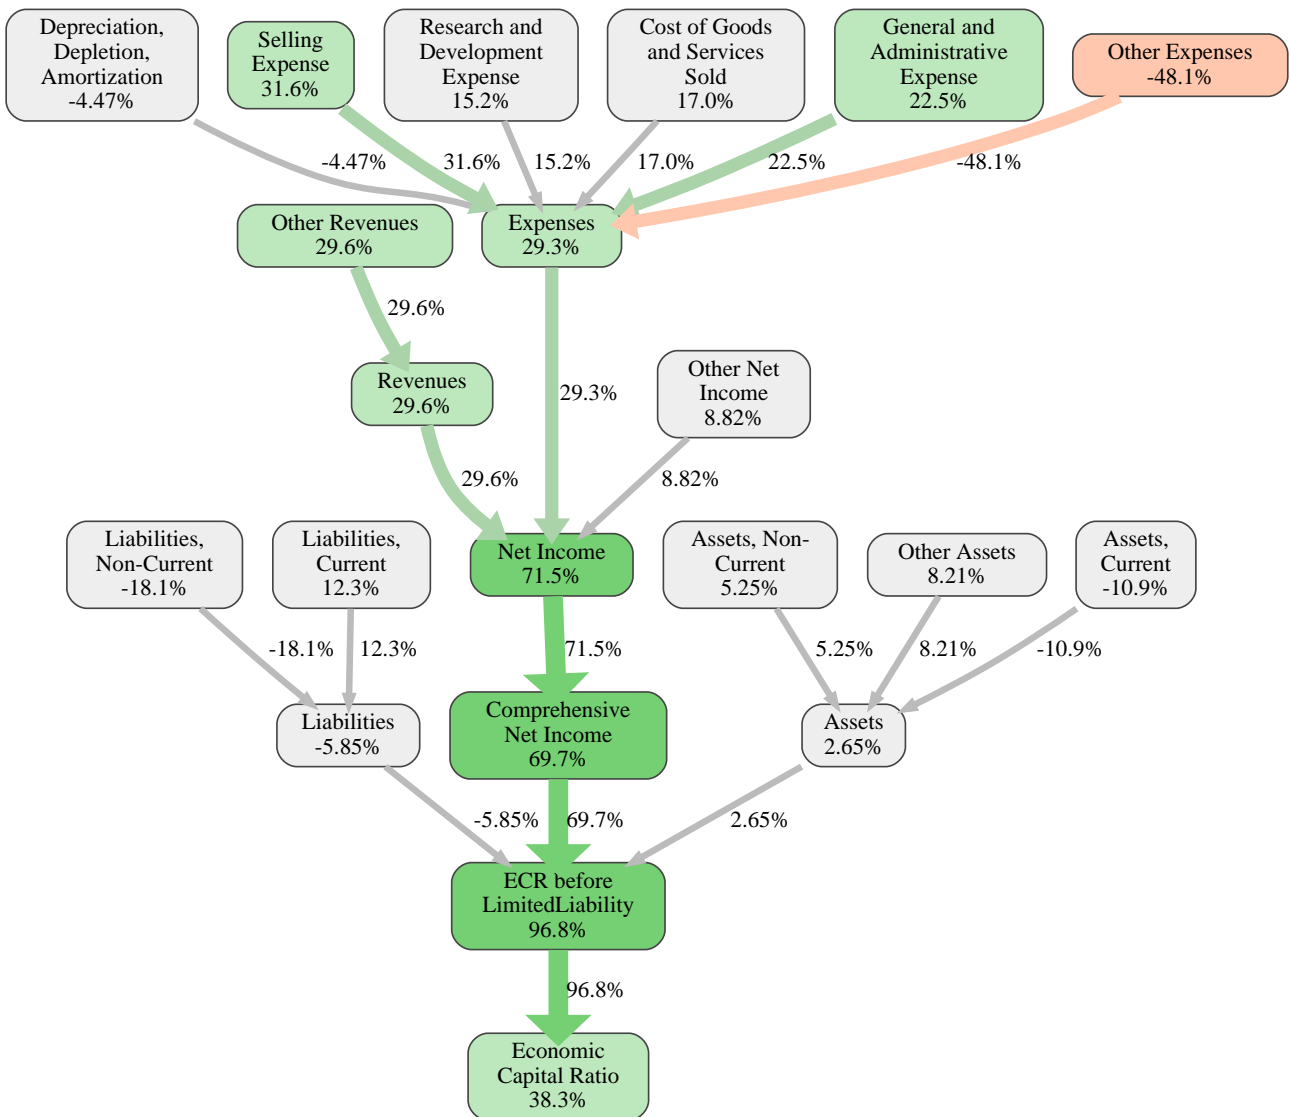 Depreciation,
Depletion,
Amortization
-4.47%
Selling
Expense
31.6%
Research and
Development
Expense
15.2%
Cost of Goods
and Services
Sold
17.0%
General and
Administrative
Expense
22.5%
Other Expenses
-48.1%
-4.47%
31.6%
15.2%
17.0%
22.5%
-48.1%
Other Revenues
29.6%
Expenses
29.3%
29.6%
Revenues
29.6%
29.3%
Other Net
Income
8.82%
29.6%
8.82%
Liabilities,
Non-Current
-18.1%
Liabilities,
Current
12.3%
Net Income
71.5%
Assets, Non-
Current
5.25%
Other Assets
8.21%
Assets,
Current
-10.9%
-18.1%
12.3%
71.5%
5.25%
8.21%
-10.9%
Liabilities
-5.85%
Comprehensive
Net Income
69.7%
Assets
2.65%
-5.85%
69.7%
2.65%
ECR before
LimitedLiability
96.8%
96.8%
Economic
Capital Ratio
38.3%